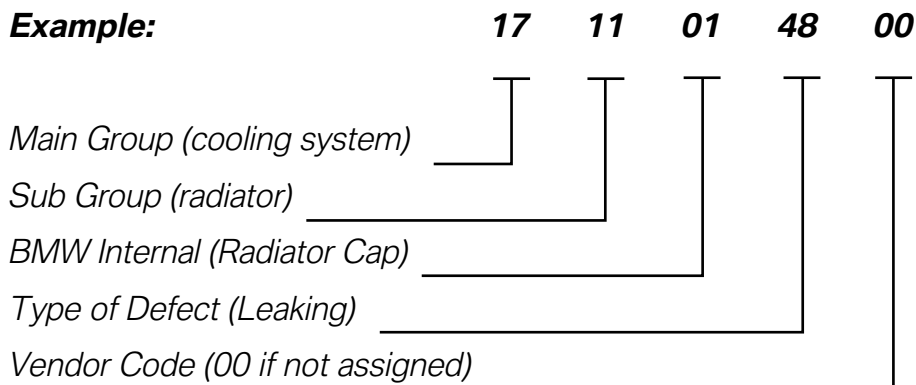 Example: 17 11 01 48 00
Main Group (cooling system)
Sub Group (radiator)
BMW Internal (Radiator Cap)
Type of Defect (Leaking)
Vendor Code (00 if not assigned)